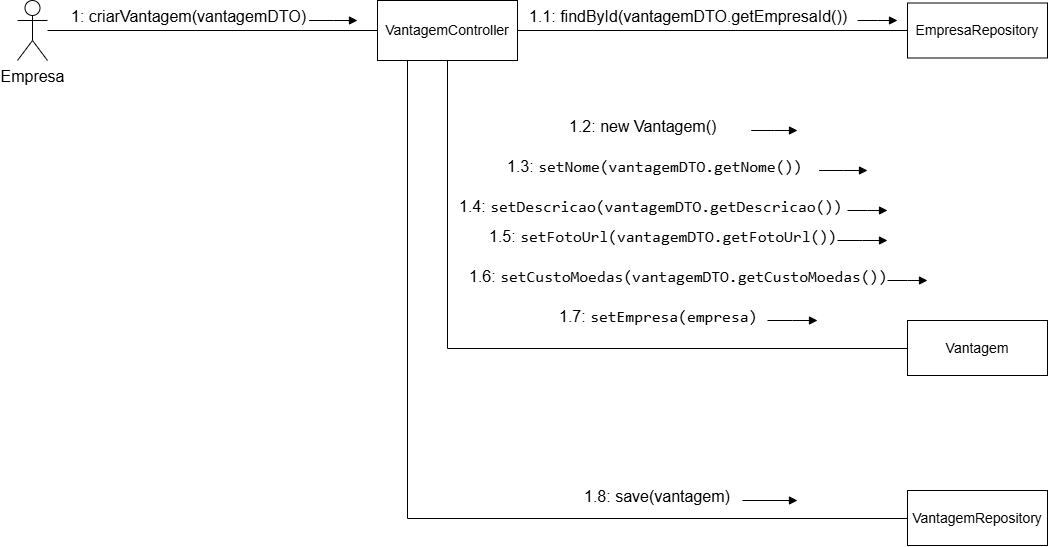 1: criarVantagem(vantagemDTO)
1.1: findById(vantagemDTO.getEmpresaId())
VantagemController
EmpresaRepository
Empresa
1.2: new Vantagem()
1.3: setNome(vantagemDTO.getNome())
1.4: setDescricao(vantagemDTO.getDescricao())
1.5: setFotoUrl(vantagemDTO.getFotoUrl())
1.6: setCustoMoedas(vantagemDTO.getCustoMoedas())
1.7: setEmpresa(empresa)
Vantagem
1.8: save(vantagem)
VantagemRepository